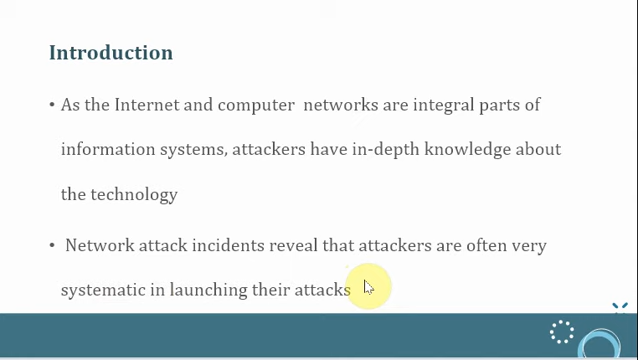 Introduction
• As the Internet and computer networks are integral parts of
information systems, attackers have in-depth knowledge about
the technology
• Network attack incidents reveal that attackers are often very
systematic in launching their attacks